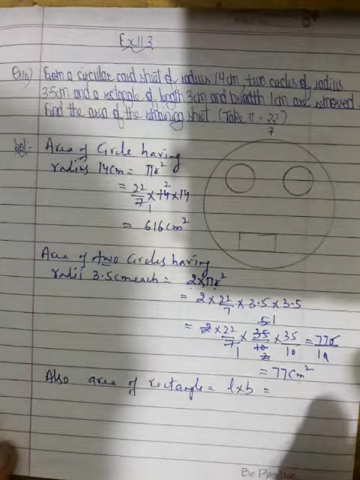 Ex 11.3
From a circular card sheet of radius 14cm, two circles of radius
3.5cm and a rectangle of length 3cm and breadth 1cm are removed
Find the area of the remaining sheet. (Take π = 22/7)
Sol:- Area of Circle having
radius 14cm = πr²
= 22/7 × 14 × 14
= 616cm²
Area of two Circles having
radii 3.5cm each = 2×πr²
= 2 × 22/7 × 3.5 × 3.5
= 2 × 22/7 × 35/10 × 35/10 = 770/10
= 77cm²
Also area of rectangle = l×b =